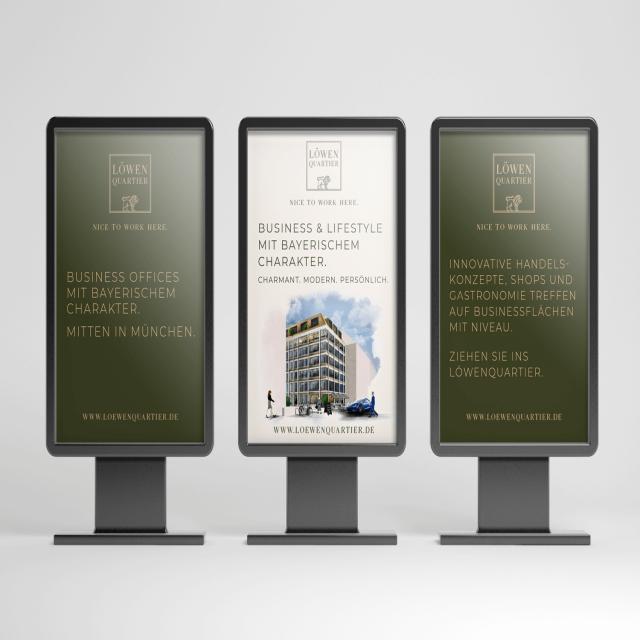 LÖWEN
QUARTIER
NICE TO WORK HERE.
BUSINESS OFFICES
MIT BAYERISCHEM
CHARAKTER.
MITTEN IN MÜNCHEN.
WWW.LOEWENQUARTIER.DE
LÖWEN
QUARTIER
NICE TO WORK HERE.
BUSINESS & LIFESTYLE
MIT BAYERISCHEM
CHARAKTER.
CHARMANT. MODERN. PERSÖNLICH.
WWW.LOEWENQUARTIER.DE
LÖWEN
QUARTIER
NICE TO WORK HERE.
INNOVATIVE HANDELS-
KONZEPTE, SHOPS UND
GASTRONOMIE TREFFEN
AUF BUSINESSFLÄCHEN
MIT NIVEAU.
ZIEHEN SIE INS
LÖWENQUARTIER.
WWW.LOEWENQUARTIER.DE